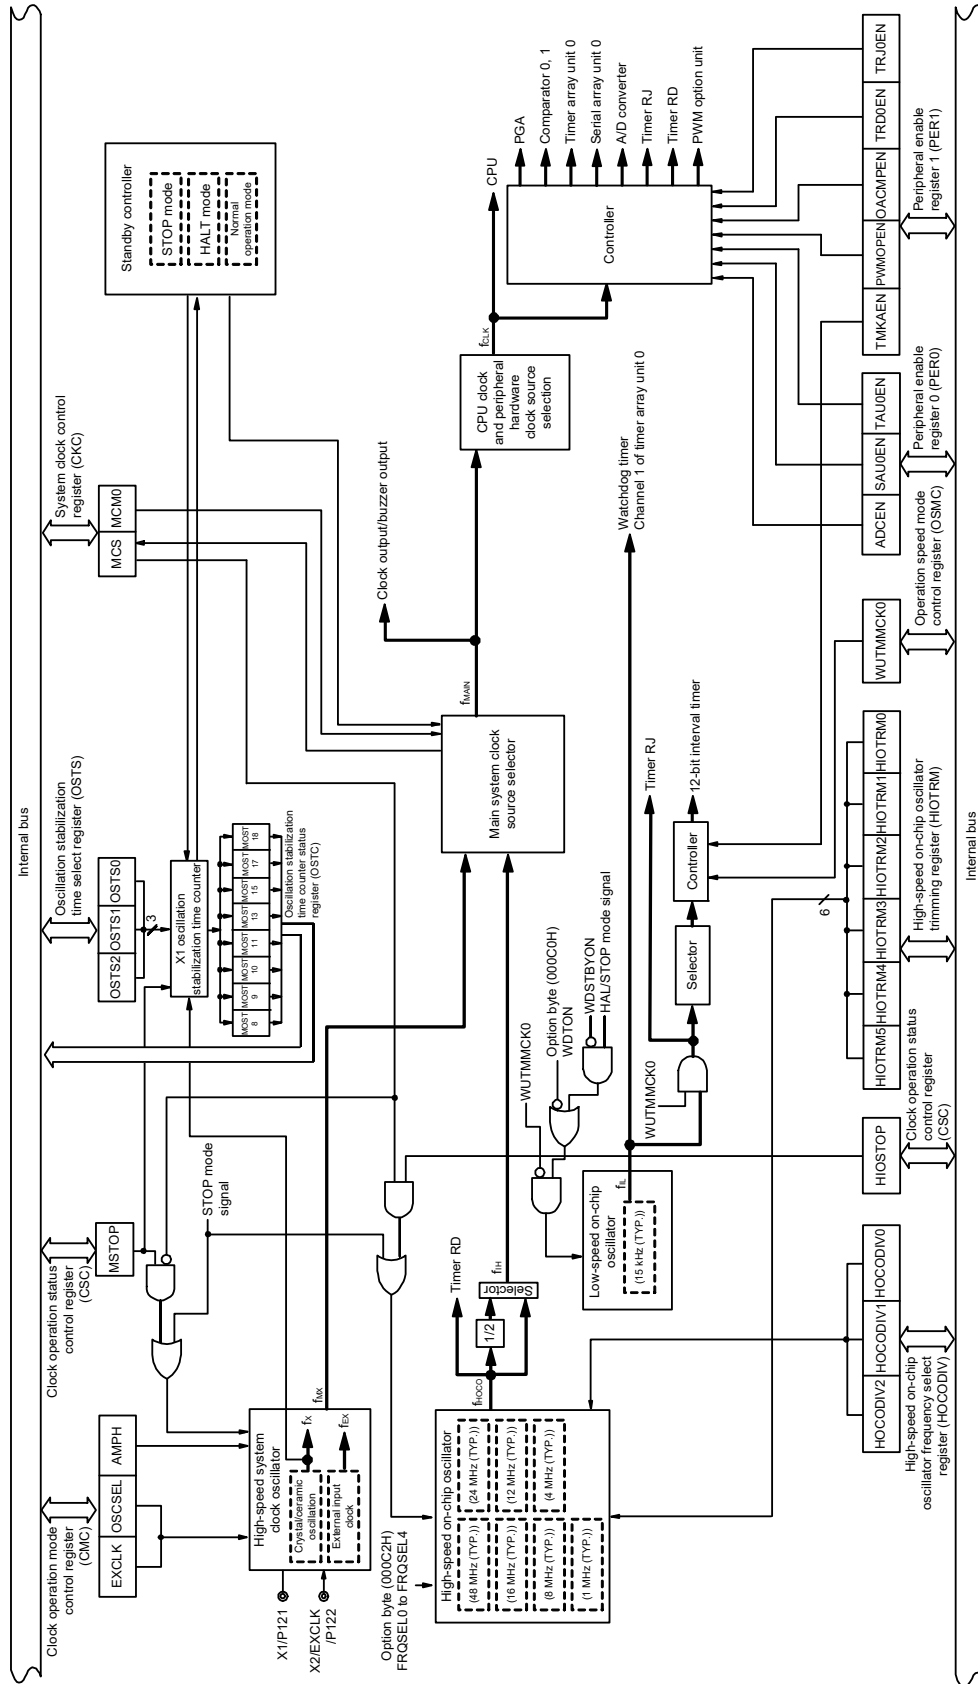 Internal bus
Clock operation mode
control register
(CMC)
EXCLK
OSCSEL
AMPH
Clock operation status
control register
(CSC)
MSTOP
STOP mode
signal
Oscillation stabilization
time select register (OSTS)
OSTS2
OSTS1
OSTS0
3
X1 oscillation
stabilization time counter
MOST
8
MOST
9
MOST
10
MOST
11
MOST
13
MOST
15
MOST
17
MOST
18
Oscillation stabilization
time counter status
register (OSTC)
System clock control
register (CKC)
MCS
MCM0
Standby controller
STOP mode
HALT mode
Normal
operation mode
X1/P121
X2/EXCLK
/P122
High-speed system
clock oscillator
Crystal/ceramic
oscillation
External input
clock
fX
fEX
fMX
Option byte (000C2H)
FRQSEL0 to FRQSEL4
High-speed on-chip oscillator
(48 MHz (TYP.))
(24 MHz (TYP.))
(16 MHz (TYP.))
(12 MHz (TYP.))
(8 MHz (TYP.))
(4 MHz (TYP.))
(1 MHz (TYP.))
fHOCO
Timer RD
1/2
Selector
fIH
Main system clock
source selector
fMAIN
Clock output/buzzer output
CPU clock
and peripheral
hardware
clock source
selection
fCLK
CPU
Controller
PGA
Comparator 0, 1
Timer array unit 0
Serial array unit 0
A/D converter
Timer RJ
Timer RD
PWM option unit
WUTMMCK0
Option byte (000C0H)
WDTON
WDSTBYON
HAL/STOP mode signal
Low-speed on-chip
oscillator
(15 kHz (TYP.))
fIL
Watchdog timer
Channel 1 of timer array unit 0
WUTMMCK0
Timer RJ
Selector
Controller
12-bit interval timer
6
HOCODIV2
HOCODIV1
HOCODIV0
High-speed on-chip
oscillator frequency select
register (HOCODIV)
HIOSTOP
Clock operation status
control register
(CSC)
HIOTRM5
HIOTRM4
HIOTRM3
HIOTRM2
HIOTRM1
HIOTRM0
High-speed on-chip oscillator
trimming register (HIOTRM)
WUTMMCK0
Operation speed mode
control register (OSMC)
ADCEN
SAU0EN
TAU0EN
Peripheral enable
register 0 (PER0)
TMKAEN
PWMOPEN
OACMPEN
TRD0EN
TRJ0EN
Peripheral enable
register 1 (PER1)
Internal bus